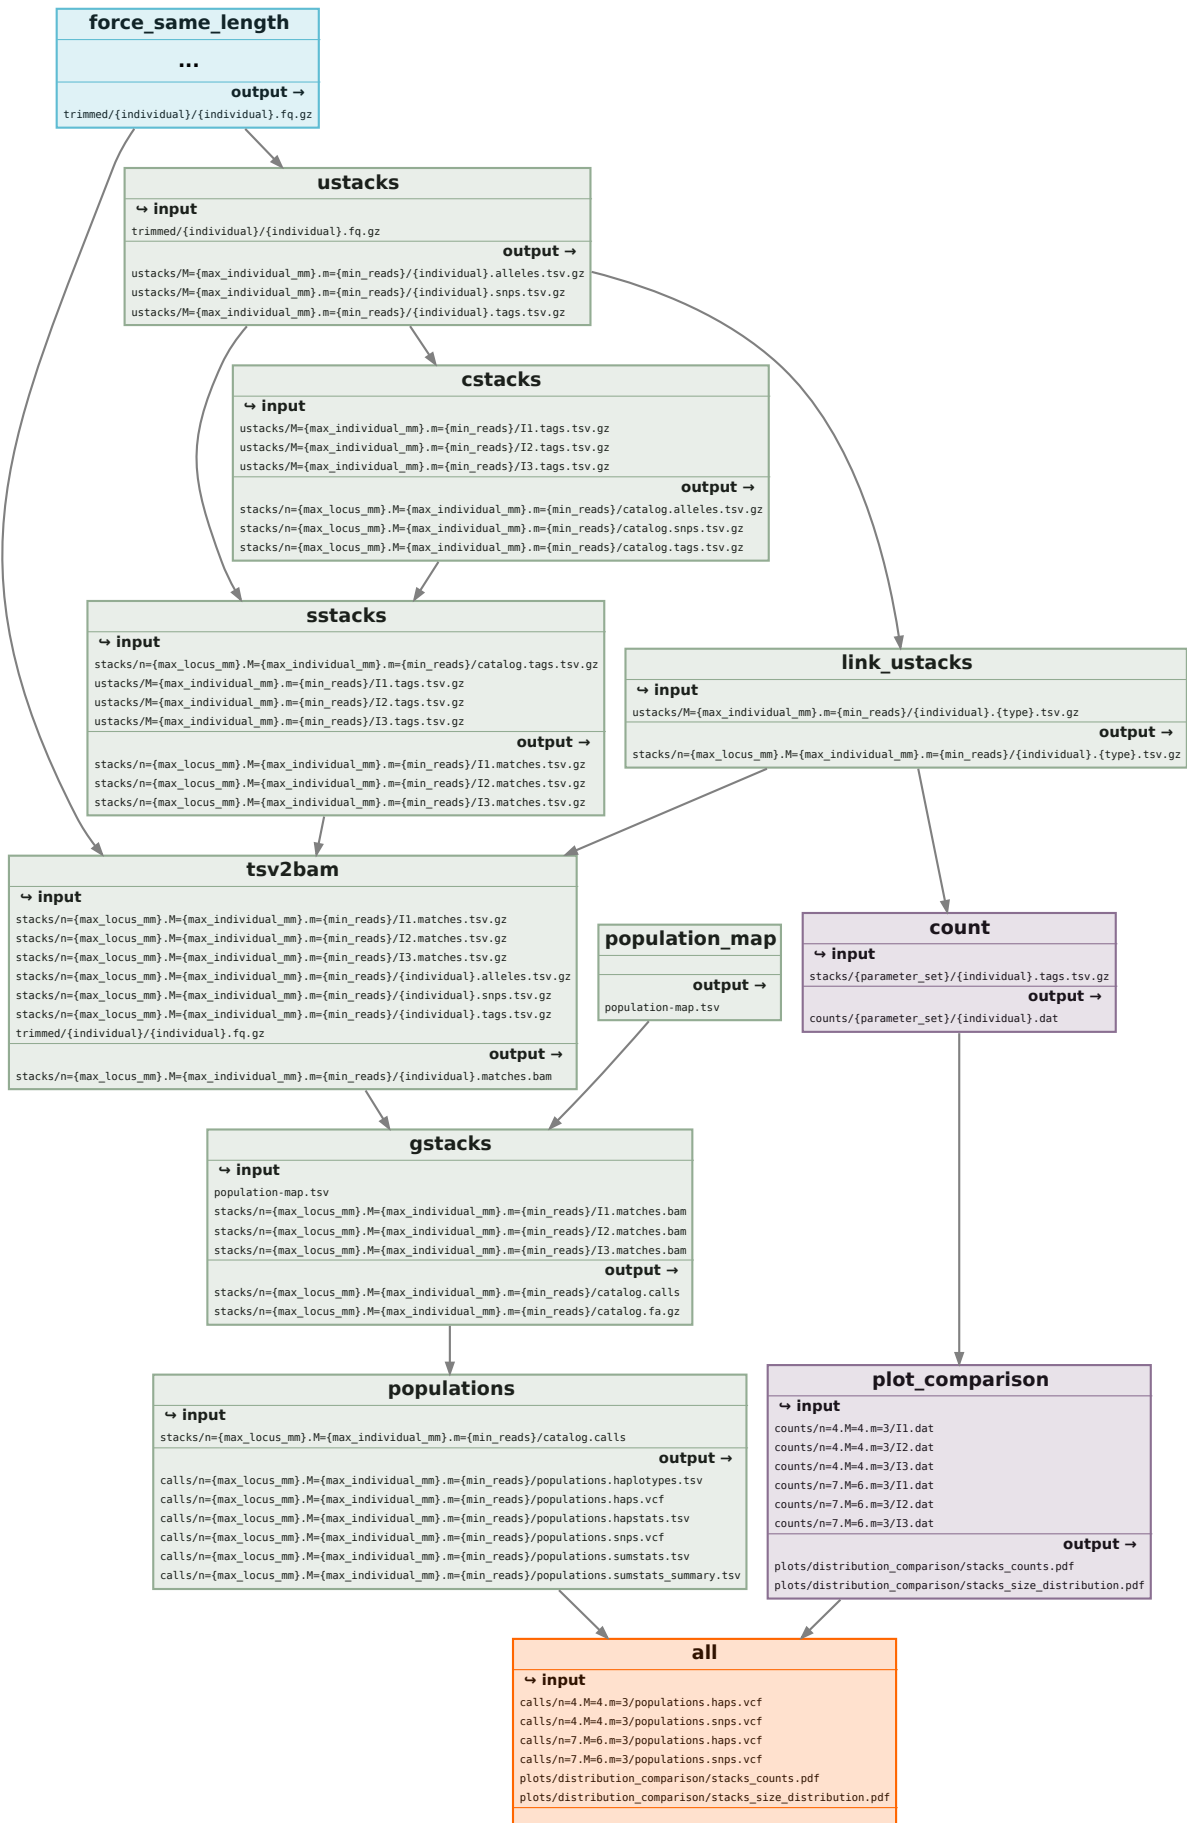 force_same_length
...
output →
trimmed/{individual}/{individual}.fq.gz
ustacks
↪ input
trimmed/{individual}/{individual}.fq.gz
output →
ustacks/M={max_individual_mm}.m={min_reads}/{individual}.alleles.tsv.gz
ustacks/M={max_individual_mm}.m={min_reads}/{individual}.snps.tsv.gz
ustacks/M={max_individual_mm}.m={min_reads}/{individual}.tags.tsv.gz
cstacks
↪ input
ustacks/M={max_individual_mm}.m={min_reads}/I1.tags.tsv.gz
ustacks/M={max_individual_mm}.m={min_reads}/I2.tags.tsv.gz
ustacks/M={max_individual_mm}.m={min_reads}/I3.tags.tsv.gz
output →
stacks/n={max_locus_mm}.M={max_individual_mm}.m={min_reads}/catalog.alleles.tsv.gz
stacks/n={max_locus_mm}.M={max_individual_mm}.m={min_reads}/catalog.snps.tsv.gz
stacks/n={max_locus_mm}.M={max_individual_mm}.m={min_reads}/catalog.tags.tsv.gz
sstacks
↪ input
stacks/n={max_locus_mm}.M={max_individual_mm}.m={min_reads}/catalog.tags.tsv.gz
ustacks/M={max_individual_mm}.m={min_reads}/I1.tags.tsv.gz
ustacks/M={max_individual_mm}.m={min_reads}/I2.tags.tsv.gz
ustacks/M={max_individual_mm}.m={min_reads}/I3.tags.tsv.gz
output →
stacks/n={max_locus_mm}.M={max_individual_mm}.m={min_reads}/I1.matches.tsv.gz
stacks/n={max_locus_mm}.M={max_individual_mm}.m={min_reads}/I2.matches.tsv.gz
stacks/n={max_locus_mm}.M={max_individual_mm}.m={min_reads}/I3.matches.tsv.gz
link_ustacks
↪ input
ustacks/M={max_individual_mm}.m={min_reads}/{individual}.{type}.tsv.gz
output →
stacks/n={max_locus_mm}.M={max_individual_mm}.m={min_reads}/{individual}.{type}.tsv.gz
tsv2bam
↪ input
stacks/n={max_locus_mm}.M={max_individual_mm}.m={min_reads}/I1.matches.tsv.gz
stacks/n={max_locus_mm}.M={max_individual_mm}.m={min_reads}/I2.matches.tsv.gz
stacks/n={max_locus_mm}.M={max_individual_mm}.m={min_reads}/I3.matches.tsv.gz
stacks/n={max_locus_mm}.M={max_individual_mm}.m={min_reads}/{individual}.alleles.tsv.gz
stacks/n={max_locus_mm}.M={max_individual_mm}.m={min_reads}/{individual}.snps.tsv.gz
stacks/n={max_locus_mm}.M={max_individual_mm}.m={min_reads}/{individual}.tags.tsv.gz
trimmed/{individual}/{individual}.fq.gz
output →
stacks/n={max_locus_mm}.M={max_individual_mm}.m={min_reads}/{individual}.matches.bam
population_map
output →
population-map.tsv
count
↪ input
stacks/{parameter_set}/{individual}.tags.tsv.gz
output →
counts/{parameter_set}/{individual}.dat
gstacks
↪ input
population-map.tsv
stacks/n={max_locus_mm}.M={max_individual_mm}.m={min_reads}/I1.matches.bam
stacks/n={max_locus_mm}.M={max_individual_mm}.m={min_reads}/I2.matches.bam
stacks/n={max_locus_mm}.M={max_individual_mm}.m={min_reads}/I3.matches.bam
output →
stacks/n={max_locus_mm}.M={max_individual_mm}.m={min_reads}/catalog.calls
stacks/n={max_locus_mm}.M={max_individual_mm}.m={min_reads}/catalog.fa.gz
populations
↪ input
stacks/n={max_locus_mm}.M={max_individual_mm}.m={min_reads}/catalog.calls
output →
calls/n={max_locus_mm}.M={max_individual_mm}.m={min_reads}/populations.haplotypes.tsv
calls/n={max_locus_mm}.M={max_individual_mm}.m={min_reads}/populations.haps.vcf
calls/n={max_locus_mm}.M={max_individual_mm}.m={min_reads}/populations.hapstats.tsv
calls/n={max_locus_mm}.M={max_individual_mm}.m={min_reads}/populations.snps.vcf
calls/n={max_locus_mm}.M={max_individual_mm}.m={min_reads}/populations.sumstats.tsv
calls/n={max_locus_mm}.M={max_individual_mm}.m={min_reads}/populations.sumstats_summary.tsv
plot_comparison
↪ input
counts/n=4.M=4.m=3/I1.dat
counts/n=4.M=4.m=3/I2.dat
counts/n=4.M=4.m=3/I3.dat
counts/n=7.M=6.m=3/I1.dat
counts/n=7.M=6.m=3/I2.dat
counts/n=7.M=6.m=3/I3.dat
output →
plots/distribution_comparison/stacks_counts.pdf
plots/distribution_comparison/stacks_size_distribution.pdf
all
↪ input
calls/n=4.M=4.m=3/populations.haps.vcf
calls/n=4.M=4.m=3/populations.snps.vcf
calls/n=7.M=6.m=3/populations.haps.vcf
calls/n=7.M=6.m=3/populations.snps.vcf
plots/distribution_comparison/stacks_counts.pdf
plots/distribution_comparison/stacks_size_distribution.pdf